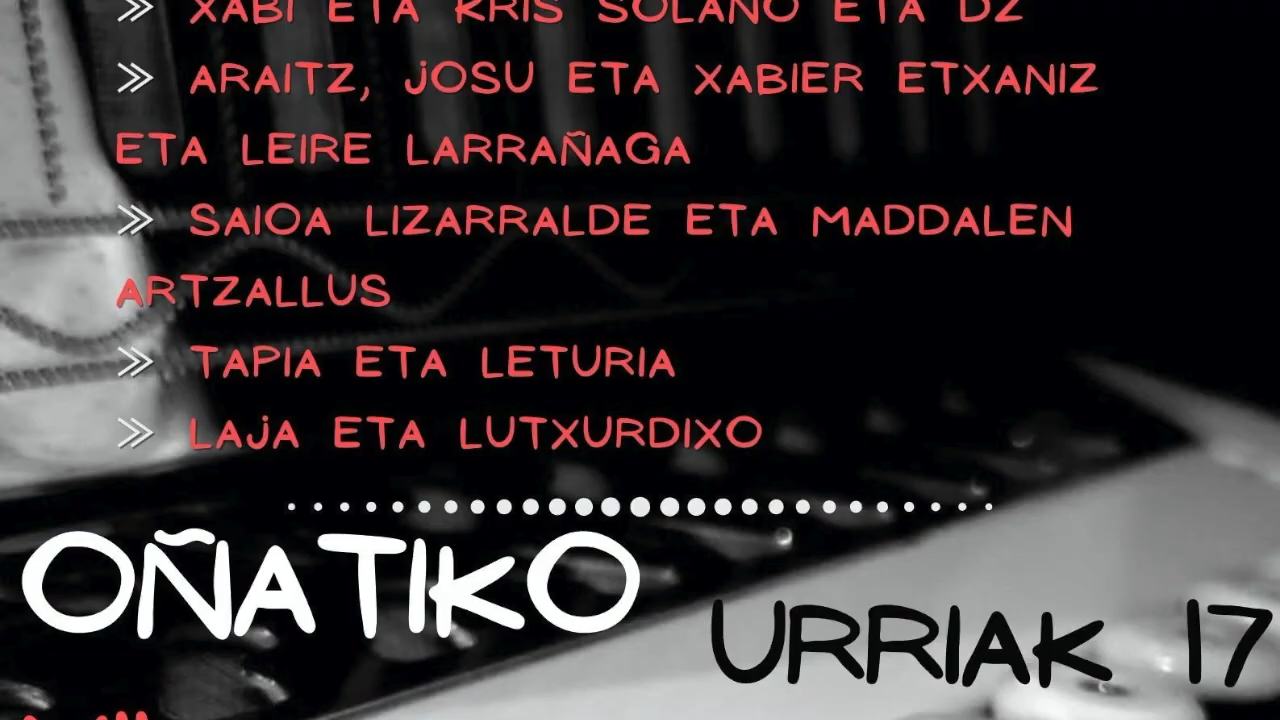 » XABI ETA KRIS SOLANO ETA DZ
» ARAITZ, JOSU ETA XABIER ETXANIZ
ETA LEIRE LARRAÑAGA
» SAIOA LIZARRALDE ETA MADDALEN
ARTZALLUS
» TAPIA ETA LETURIA
» LAJA ETA LUTXURDIXO
OÑATIKO
URRIAK 17